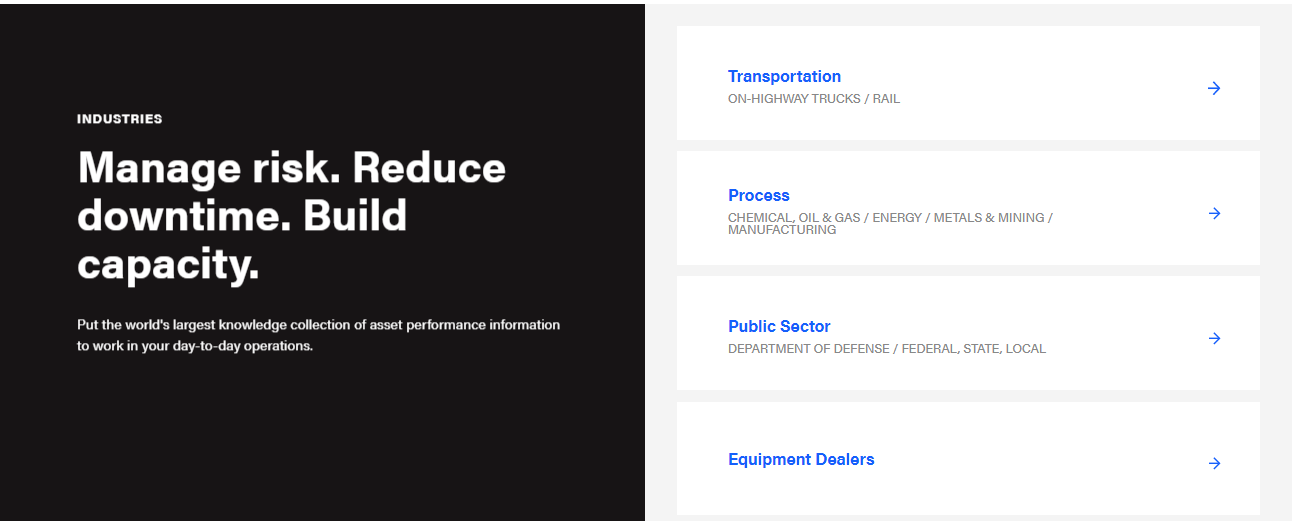 INDUSTRIES
Manage risk. Reduce
downtime. Build
capacity.
Put the world's largest knowledge collection of asset performance information
to work in your day-to-day operations.
Transportation
ON-HIGHWAY TRUCKS / RAIL
Process
CHEMICAL, OIL & GAS / ENERGY / METALS & MINING /
MANUFACTURING
Public Sector
DEPARTMENT OF DEFENSE / FEDERAL, STATE, LOCAL
Equipment Dealers